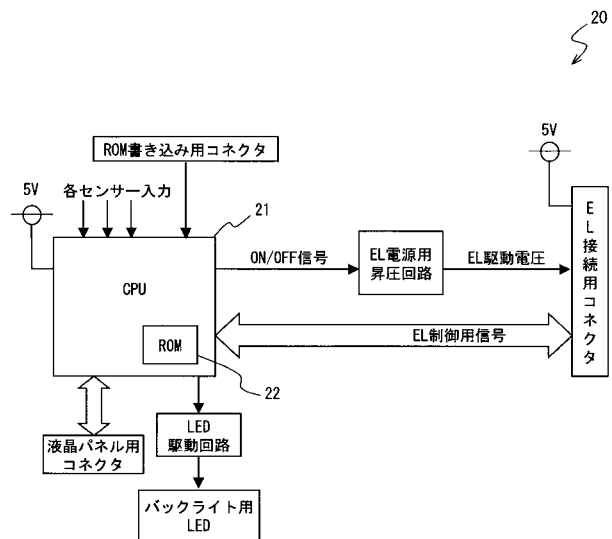 20
ROM書き込み用コネクタ
5V
各センサー入力
21
5V
CPU
ROM
22
ON/OFF信号
EL電源用
昇圧回路
EL駆動電圧
EL制御用信号
EL接続用コネクタ
液晶パネル用
コネクタ
LED
駆動回路
バックライト用
LED